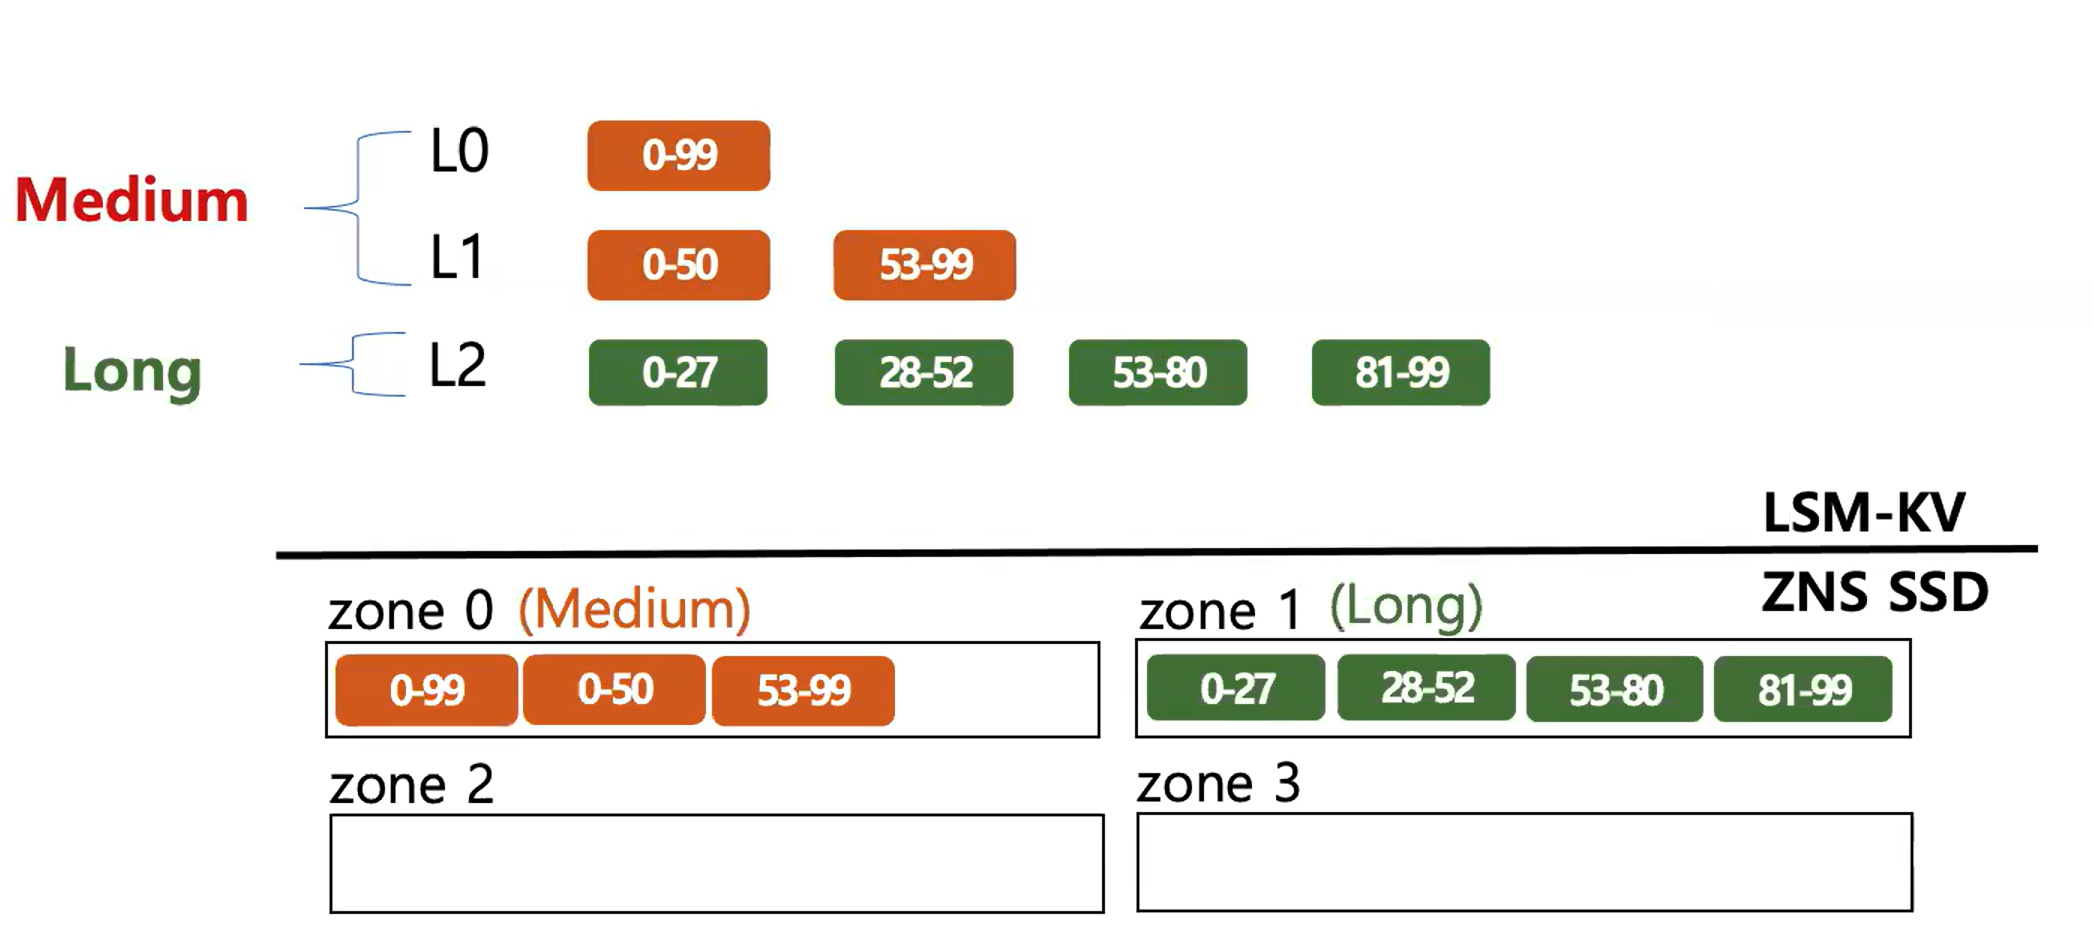 Medium
L0
0-99
L1
0-50
53-99
Long
L2
0-27
28-52
53-80
81-99
LSM-KV
ZNS SSD
zone 0 (Medium)
0-99
0-50
53-99
zone 1 (Long)
0-27
28-52
53-80
81-99
zone 2
zone 3